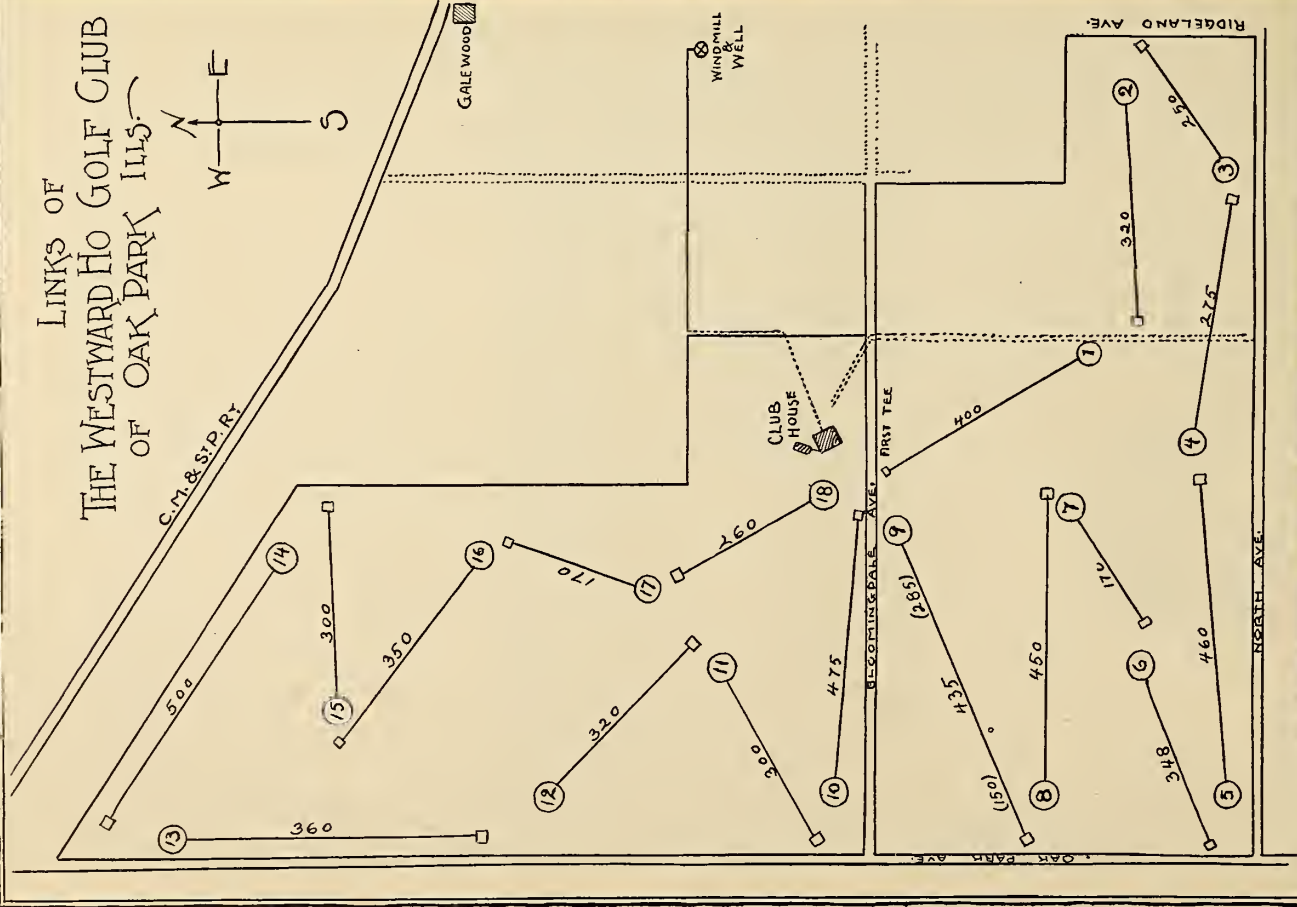 LINKS OF
THE WESTWARD HO GOLF CLUB
OF OAK PARK ILLS.
N
W
E
S
GALEWOOD
WINDMILL
&
WELL
RIDGELAND AVE.
C.M.& ST.P. RY.
CLUB
HOUSE
FIRST TEE
BLOOMINGDALE AVE.
NORTH AVE.
OAK PARK AVE.
1
400
2
320
3
250
4
275
5
460
6
348
7
170
8
450
9
(285)
435
(150)
10
475
11
300
12
320
13
360
14
500
15
300
16
350
17
170
18
260